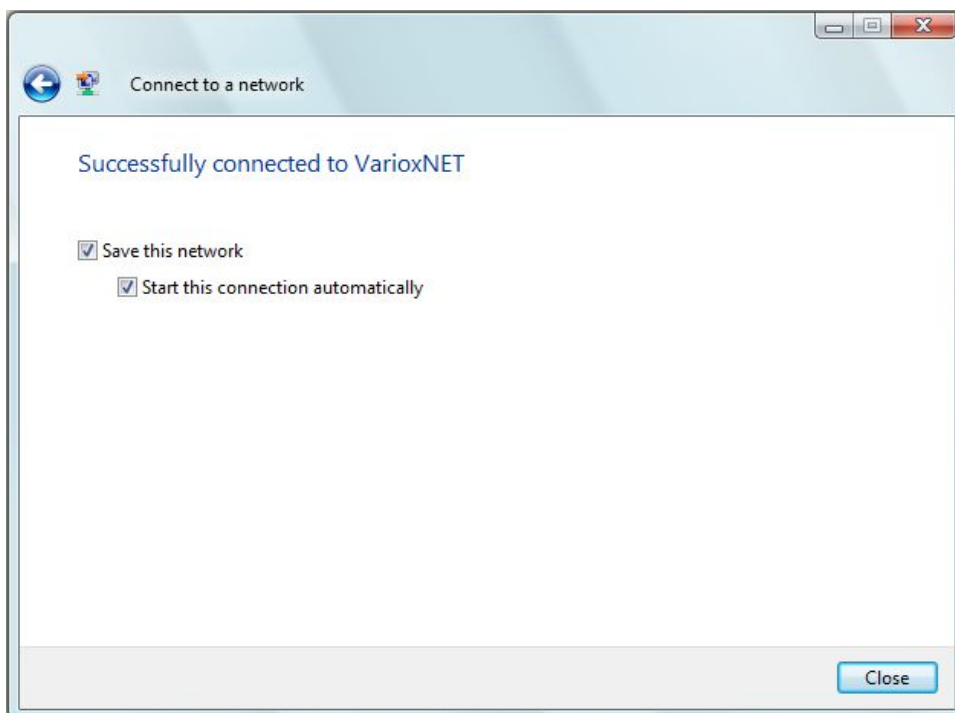 Connect to a network
Successfully connected to VarioxNET
Save this network
Start this connection automatically
Close